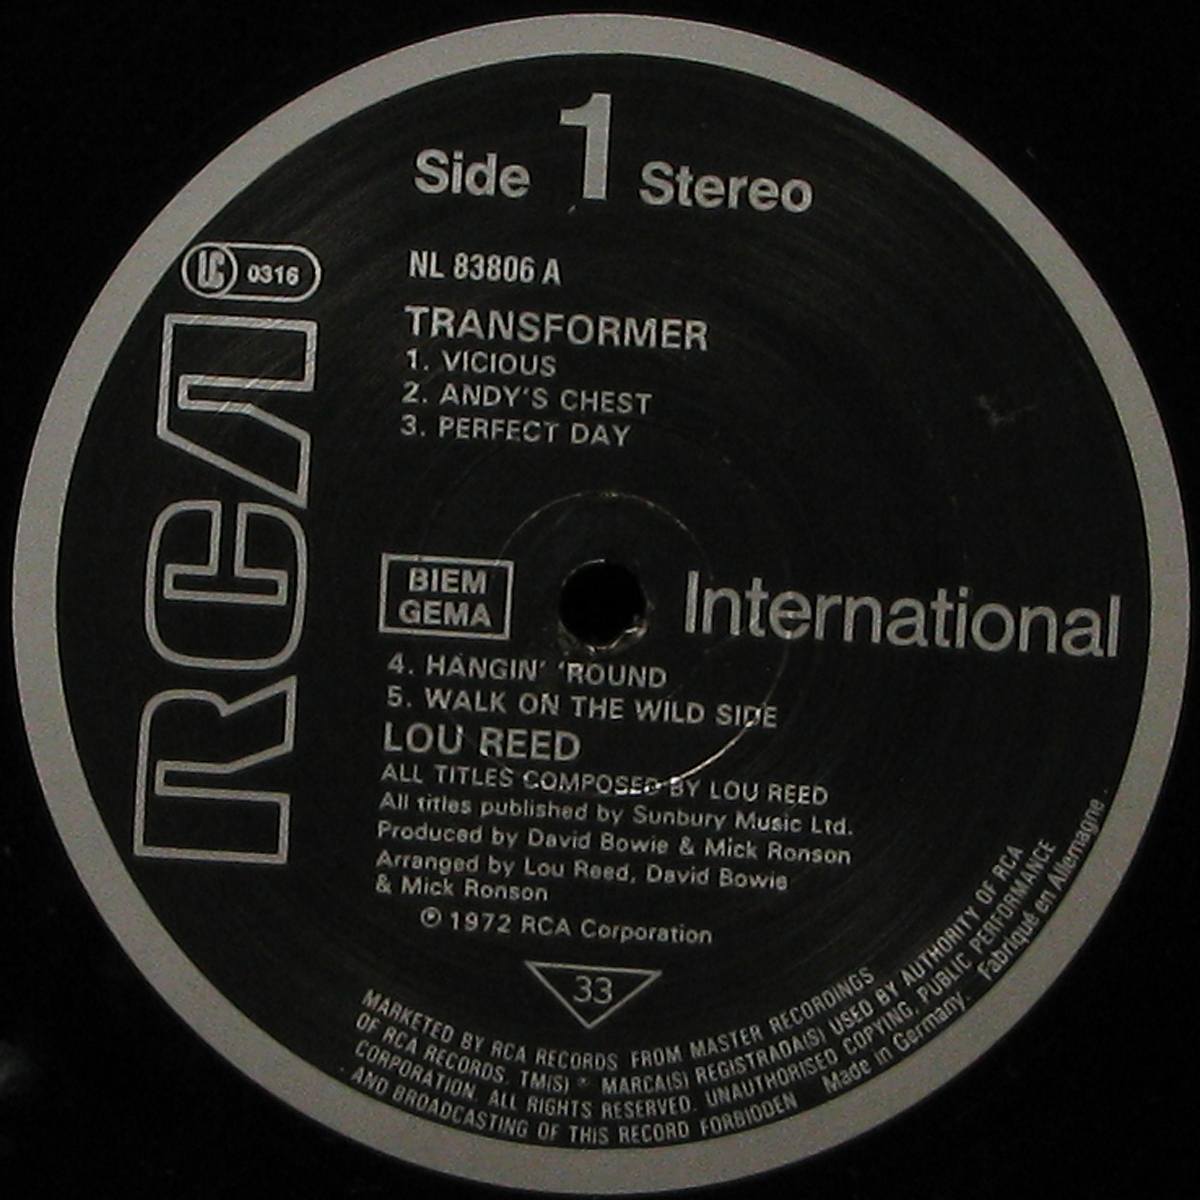 Side 1 Stereo
LC 0316
NL 83806 A
TRANSFORMER
1. VICIOUS
2. ANDY'S CHEST
3. PERFECT DAY
RCA
BIEM
GEMA
International
4. HANGIN' 'ROUND
5. WALK ON THE WILD SIDE
LOU REED
ALL TITLES COMPOSED BY LOU REED
All titles published by Sunbury Music Ltd.
Produced by David Bowie & Mick Ronson
Arranged by Lou Reed, David Bowie
& Mick Ronson
℗ 1972 RCA Corporation
33
MARKETED BY RCA RECORDS FROM MASTER RECORDINGS
OF RCA RECORDS. TM(S) ® MARCA(S) REGISTRADA(S) USED BY AUTHORITY OF RCA
CORPORATION. ALL RIGHTS RESERVED. UNAUTHORISED COPYING, PUBLIC PERFORMANCE
AND BROADCASTING OF THIS RECORD FORBIDDEN Made in Germany. Fabriqué en Allemagne.